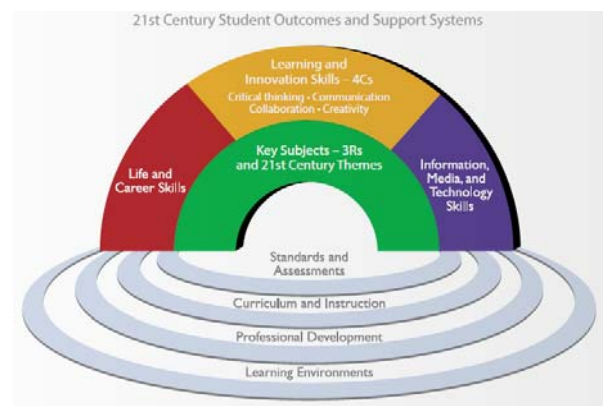 21st Century Student Outcomes and Support Systems
Learning and
Innovation Skills – 4Cs
Critical thinking • Communication
Collaboration • Creativity
Key Subjects – 3Rs
and 21st Century Themes
Life and
Career Skills
Information,
Media, and
Technology
Skills
Standards and
Assessments
Curriculum and Instruction
Professional Development
Learning Environments